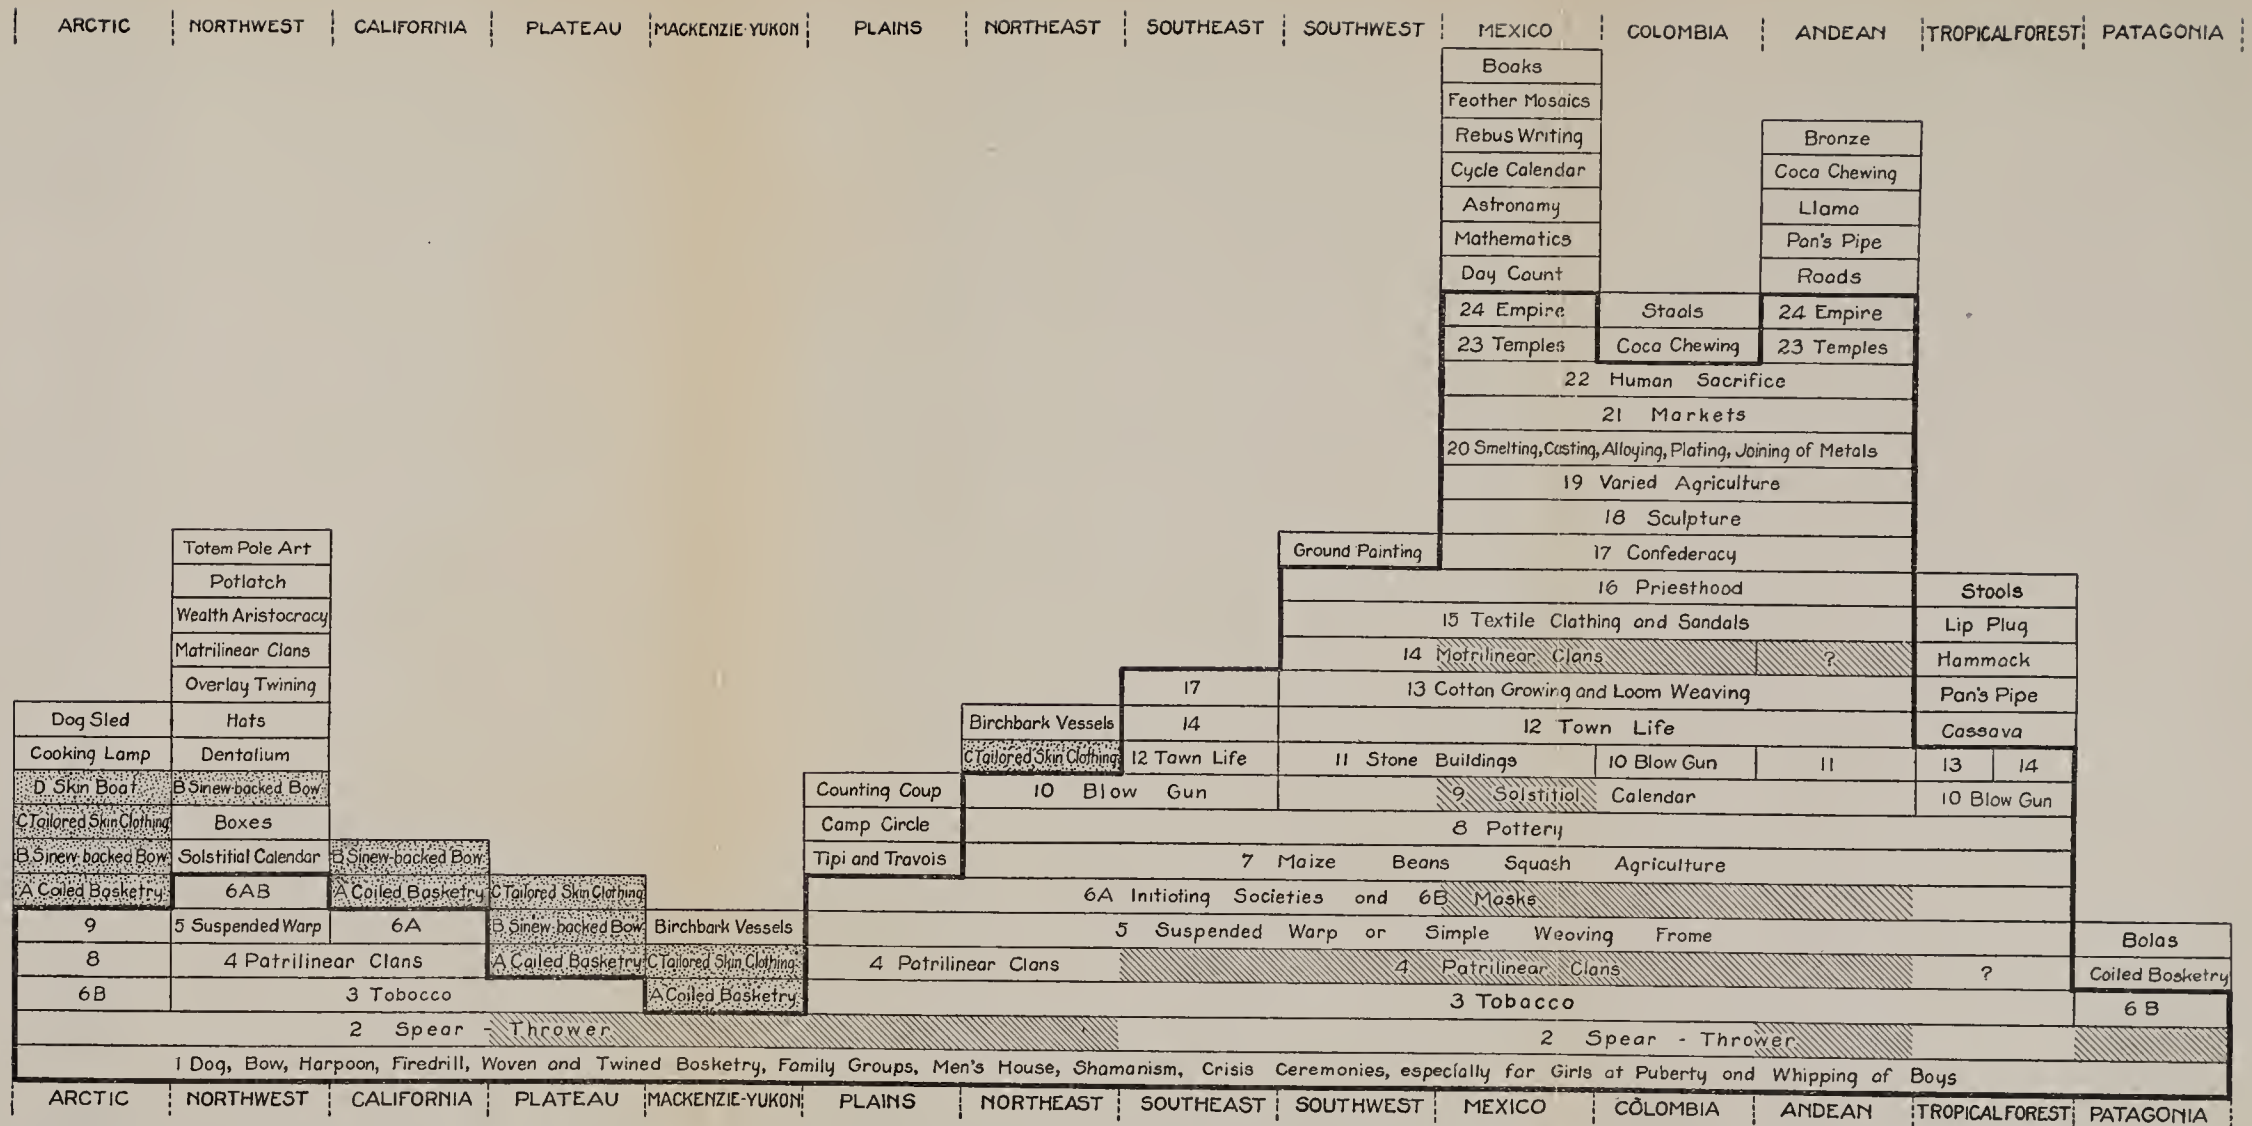 ARCTIC NORTHWEST CALIFORNIA PLATEAU MACKENZIE-YUKON PLAINS NORTHEAST SOUTHEAST SOUTHWEST MEXICO COLOMBIA ANDEAN TROPICAL FOREST PATAGONIA
Books
Feather Mosaics
Rebus Writing Bronze
Cycle Calendar Coca Chewing
Astronomy Llama
Mathematics Pan's Pipe
Day Count Roads
24 Empire Stools 24 Empire
23 Temples Coca Chewing 23 Temples
22 Human Sacrifice
21 Markets
20 Smelting, Casting, Alloying, Plating, Joining of Metals
19 Varied Agriculture
18 Sculpture
Totem Pole Art Ground Painting 17 Confederacy
Potlatch 16 Priesthood Stools
Wealth Aristocracy 15 Textile Clothing and Sandals Lip Plug
Matrilinear Clans 14 Matrilinear Clans ? Hammock
Overlay Twining 17 13 Cotton Growing and Loom Weaving Pan's Pipe
Dog Sled Hats Birchbark Vessels 14 12 Town Life Cassava
Cooking Lamp Dentalium C Tailored Skin Clothing 12 Town Life 11 Stone Buildings 10 Blow Gun 11 13 14
D Skin Boat B Sinew-backed Bow Counting Coup 10 Blow Gun 9 Solstitial Calendar 10 Blow Gun
C Tailored Skin Clothing Boxes Camp Circle 8 Pottery
B Sinew-backed Bow Solstitial Calendar B Sinew-backed Bow Tipi and Travois 7 Maize Beans Squash Agriculture
A Coiled Basketry 6AB A Coiled Basketry C Tailored Skin Clothing 6A Initiating Societies and 6B Masks
9 5 Suspended Warp 6A B Sinew-backed Bow Birchbark Vessels 5 Suspended Warp or Simple Weaving Frame Bolas
8 4 Patrilinear Clans A Coiled Basketry C Tailored Skin Clothing 4 Patrilinear Clans 4 Patrilinear Clans ? Coiled Basketry
6B 3 Tobacco A Coiled Basketry 3 Tobacco 6B
2 Spear - Thrower 2 Spear - Thrower
1 Dog, Bow, Harpoon, Firedrill, Woven and Twined Basketry, Family Groups, Men's House, Shamanism, Crisis Ceremonies, especially for Girls at Puberty and Whipping of Boys
ARCTIC NORTHWEST CALIFORNIA PLATEAU MACKENZIE-YUKON PLAINS NORTHEAST SOUTHEAST SOUTHWEST MEXICO COLOMBIA ANDEAN TROPICAL FOREST PATAGONIA